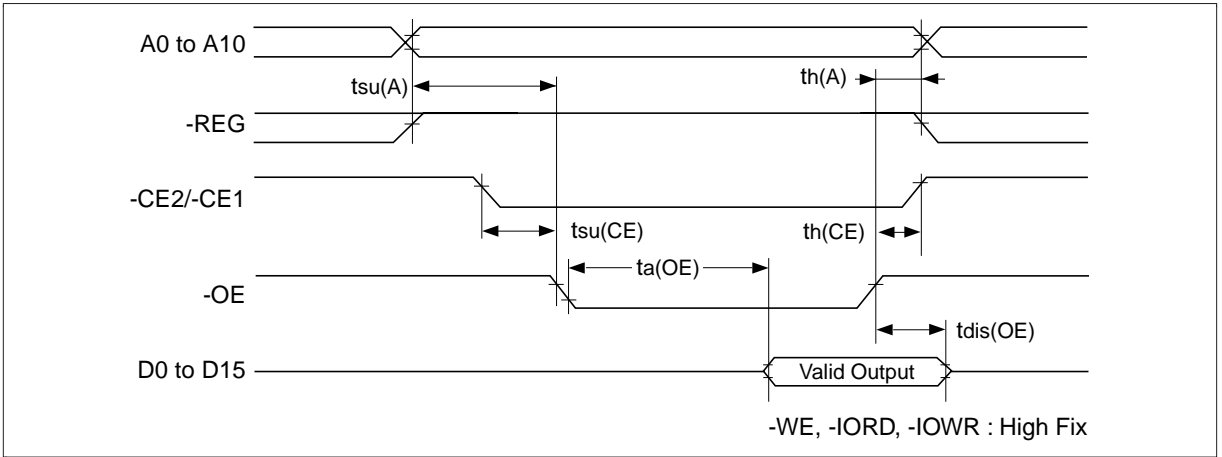 A0 to A10
tsu(A)
th(A)
-REG
-CE2/-CE1
tsu(CE)
th(CE)
ta(OE)
-OE
tdis(OE)
D0 to D15
Valid Output
-WE, -IORD, -IOWR : High Fix